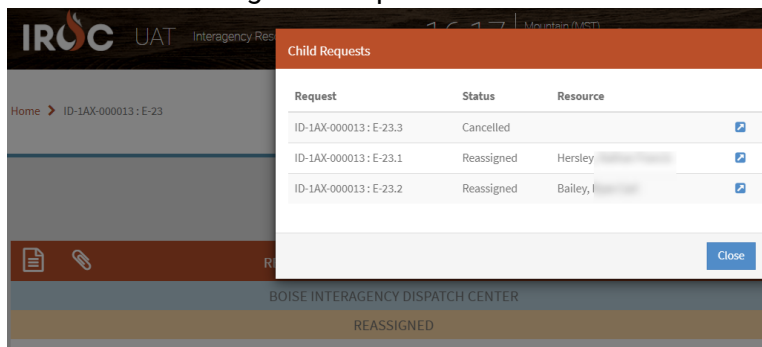 IROC UAT Interagency Res
Mountain (MST)
Child Requests
Request Status Resource
Home > ID-1AX-000013 : E-23
ID-1AX-000013 : E-23.3 Cancelled
ID-1AX-000013 : E-23.1 Reassigned Hersley
ID-1AX-000013 : E-23.2 Reassigned Bailey,
Close
BOISE INTERAGENCY DISPATCH CENTER
REASSIGNED